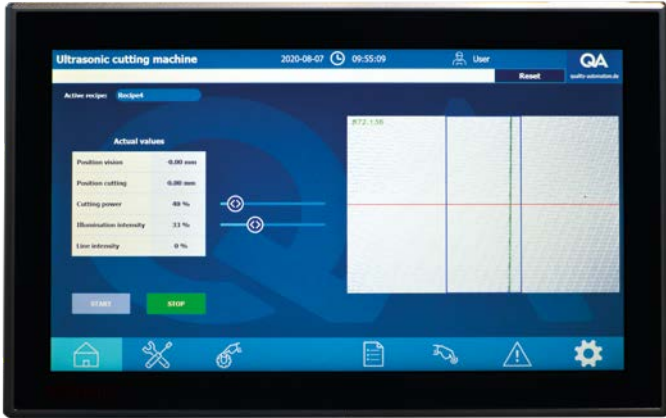 Ultrasonic cutting machine
2020-08-07 09:55:09
User
QA
Reset
quality-automation.de
Active recipe: Recipe4
Actual values
Position vision 0.00 mm
Position cutting 0.00 mm
Cutting power 40 %
Illumination intensity 33 %
Line intensity 0 %
START
STOP
872.136